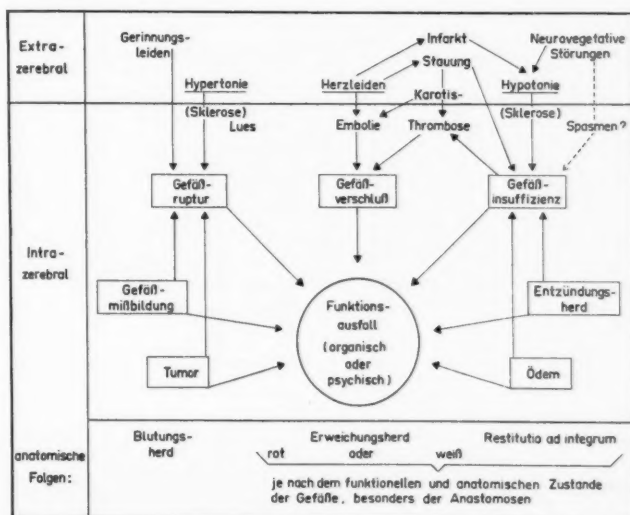 Extra-
zerebral
Gerinnungs-
leiden
Hypertonie
Herzleiden
Infarkt
Stauung
Karotis-
Neurovegetative
Störungen
Hypotonie
Intra-
zerebral
(Sklerose)
Lues
Embolie
Thrombose
(Sklerose)
Spasmen?
Gefäß-
ruptur
Gefäß-
verschluß
Gefäß-
insuffizienz
Gefäß-
mißbildung
Funktions-
ausfall
(organisch
oder
psychisch)
Entzündungs-
herd
Tumor
Ödem
anatomische
Folgen:
Blutungs-
herd
Erweichungsherd
rot oder weiß
Restitutio ad integrum
je nach dem funktionellen und anatomischen Zustande
der Gefäße, besonders der Anastomosen